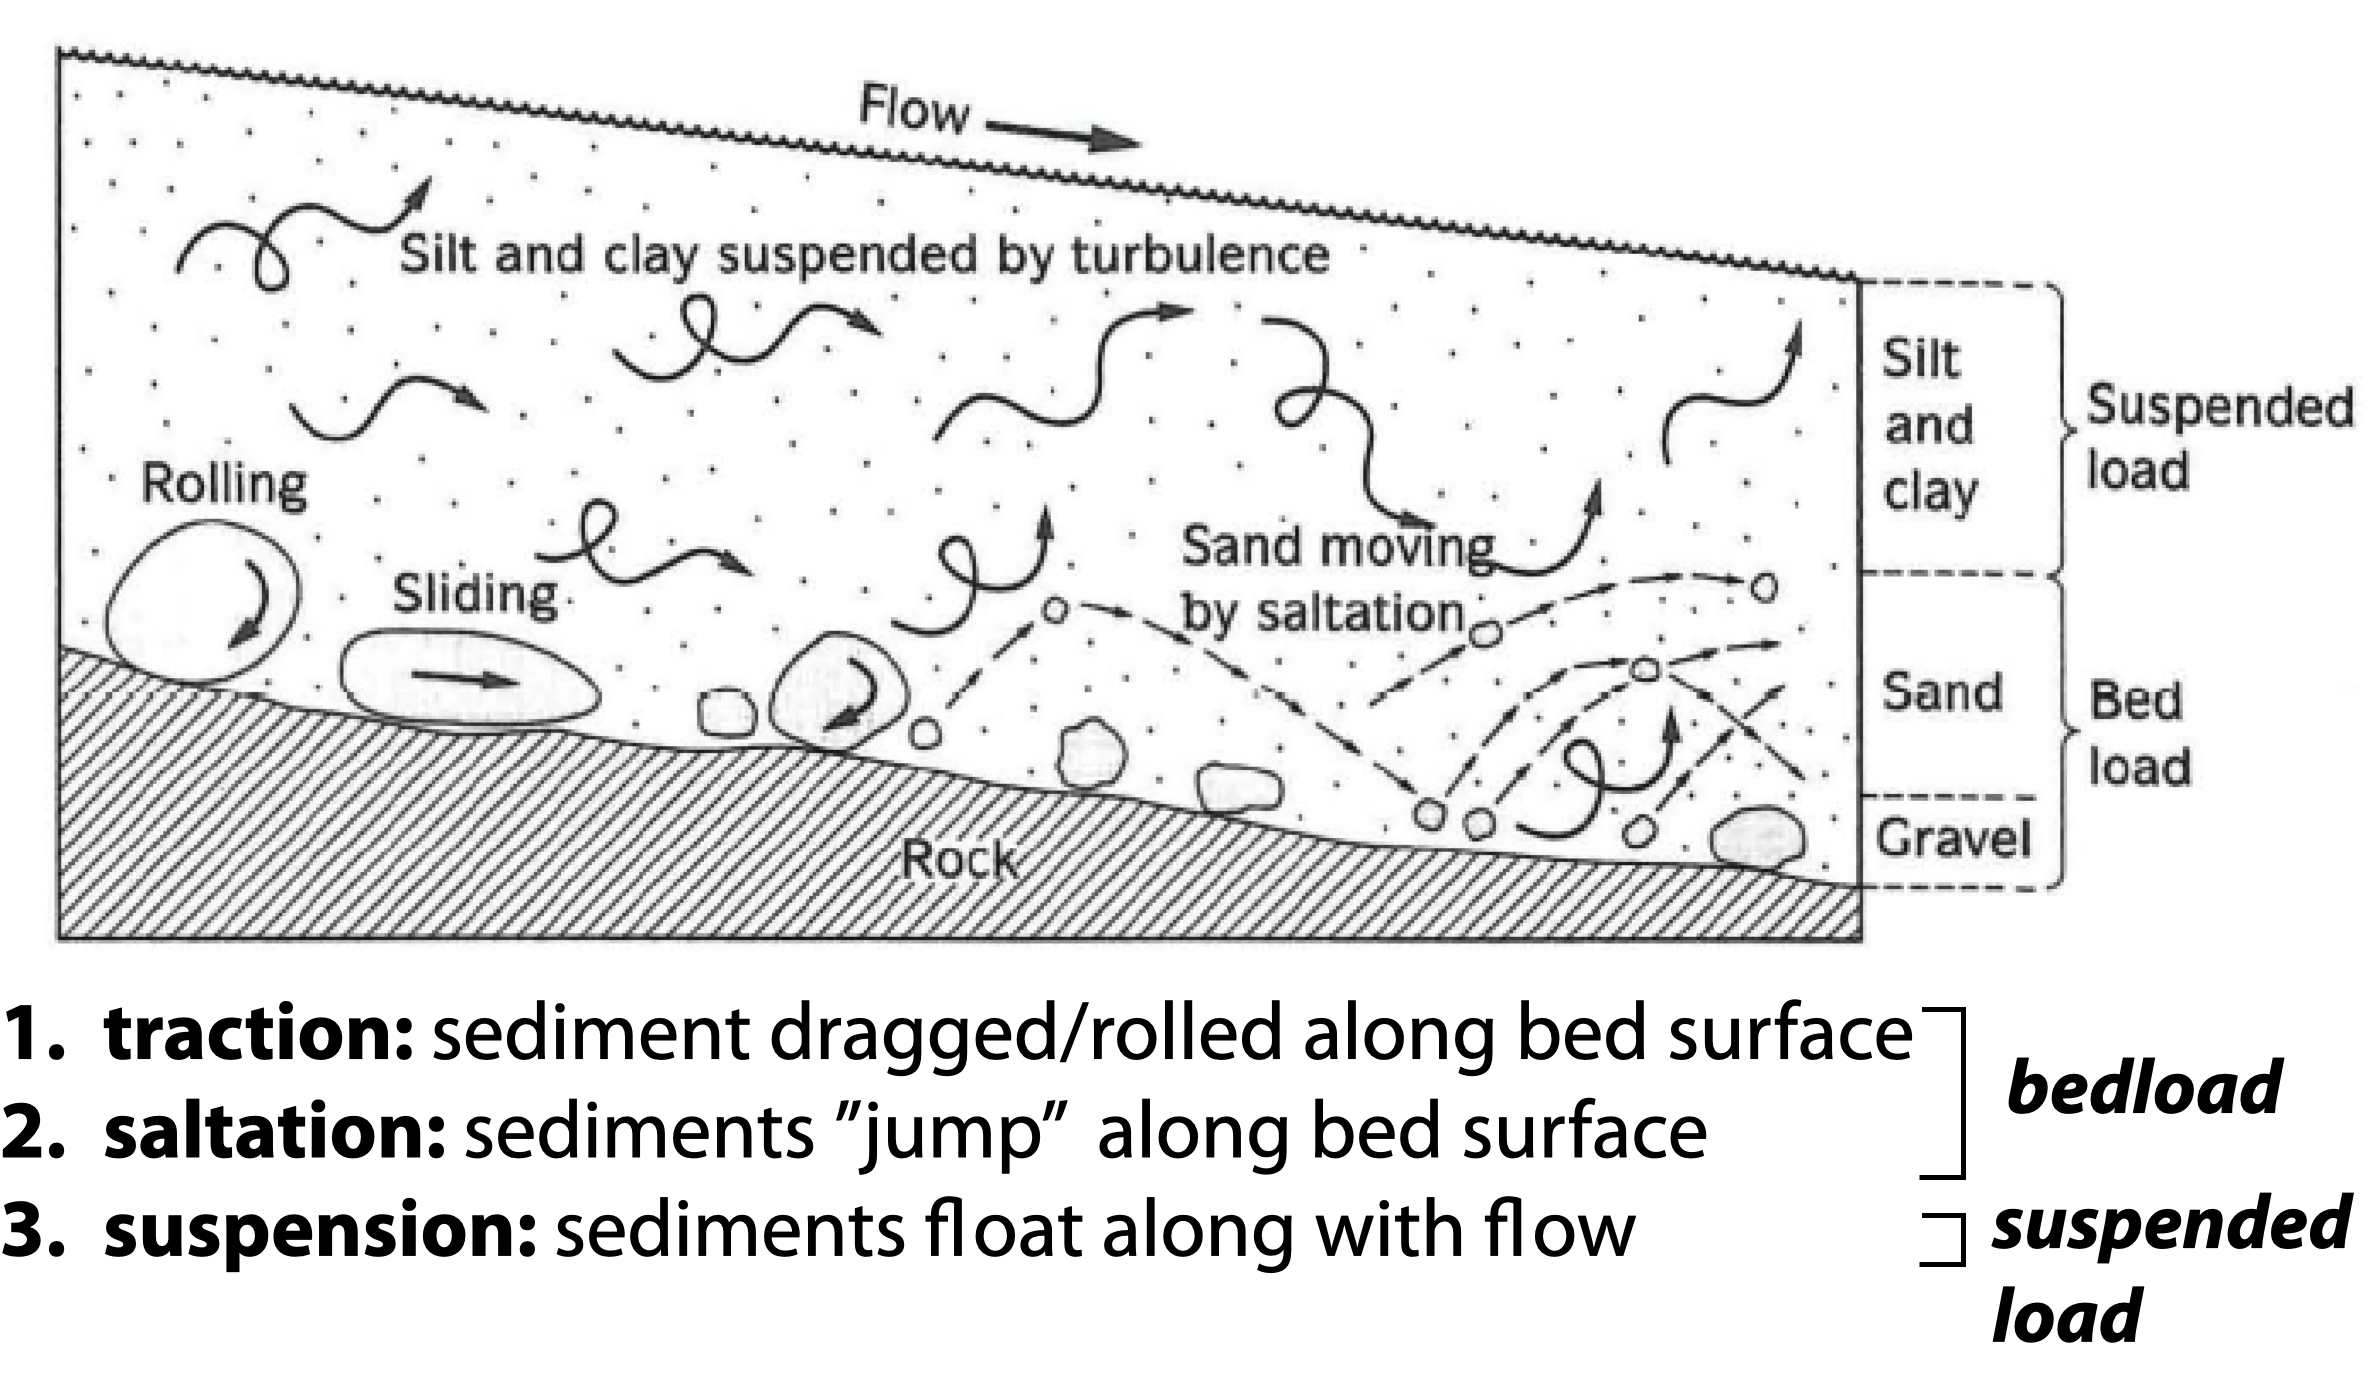 Flow
Silt and clay suspended by turbulence
Silt
and
clay
Suspended
load
Rolling
Sliding
Sand moving
by saltation
Sand
Bed
load
Gravel
Rock
1. traction: sediment dragged/rolled along bed surface
2. saltation: sediments ”jump” along bed surface
bedload
3. suspension: sediments float along with flow
suspended
load